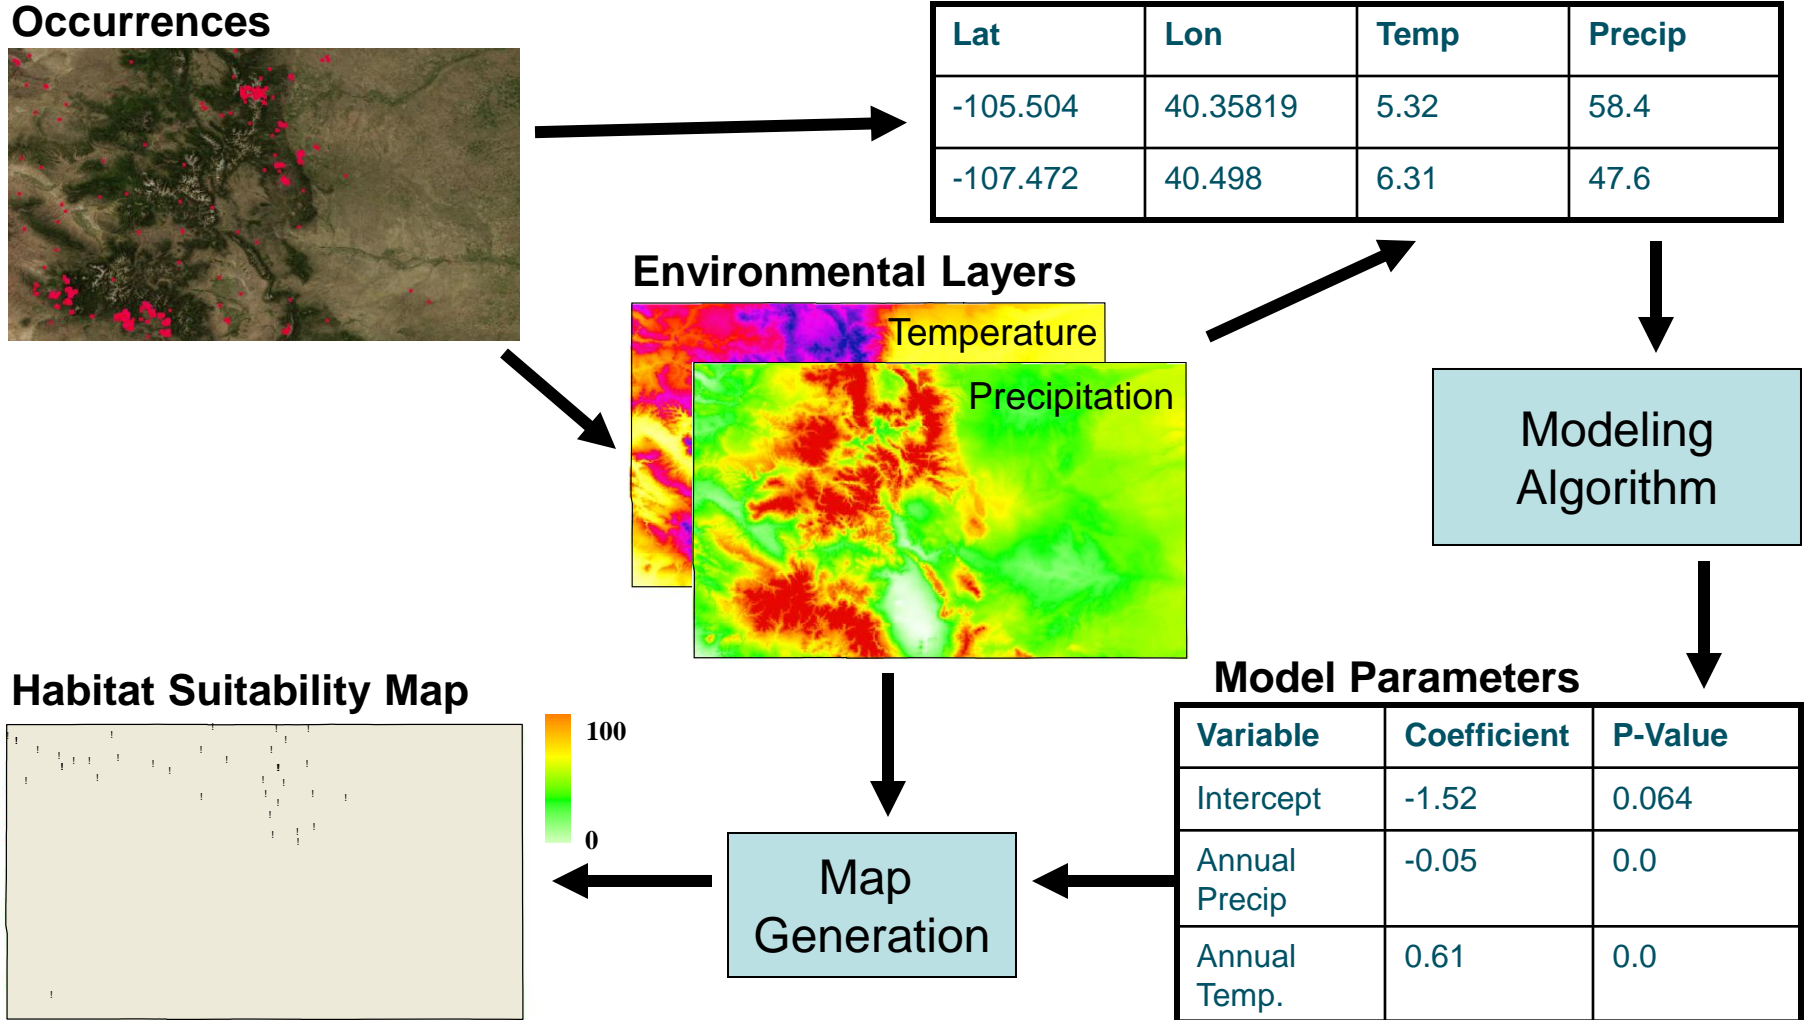 Occurrences
Lat Lon Temp Precip
-105.504 40.35819 5.32 58.4
-107.472 40.498 6.31 47.6
Environmental Layers
Temperature
Precipitation
Modeling
Algorithm
Habitat Suitability Map
100
0
Map
Generation
Model Parameters
Variable Coefficient P-Value
Intercept -1.52 0.064
Annual -0.05 0.0
Precip
Annual 0.61 0.0
Temp.